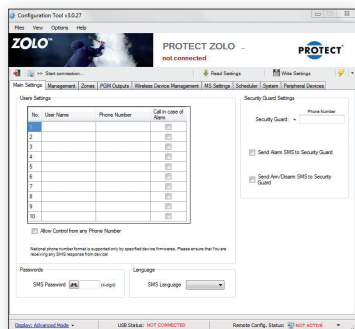 Configuration Tool v3.0.27
Files View Options Help
ZOLO
PROTECT ZOLO
not connected
PROTECT
>> Start connection...
Read Settings
Write Settings
Main Settings Management Zones PGM Outputs Wireless Device Management MS Settings Scheduler System Peripheral Devices
Users Settings
No. User Name Phone Number Call in case of Alarm
1
2
3
4
5
6
7
8
9
10
Allow Control from any Phone Number
National phone number format is supported only by specified device firmwares. Please ensure that You are
receiving any SMS response from device!
Security Guard Settings
Phone Number
Security Guard: +
Send Alarm SMS to Security Guard
Send Arm/Disarm SMS to Security
Guard
Passwords
SMS Password (4-digit)
Language
SMS Language
Display: Advanced Mode
USB Status: NOT CONNECTED
Remote Config. Status: NOT ACTIVE